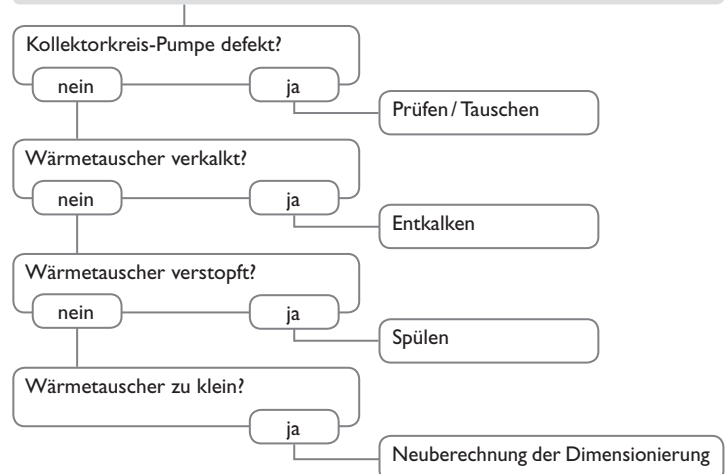 Kollektorkreis-Pumpe defekt?
nein
ja
Prüfen / Tauschen
Wärmetauscher verkalkt?
nein
ja
Entkalken
Wärmetauscher verstopft?
nein
ja
Spülen
Wärmetauscher zu klein?
ja
Neuberechnung der Dimensionierung